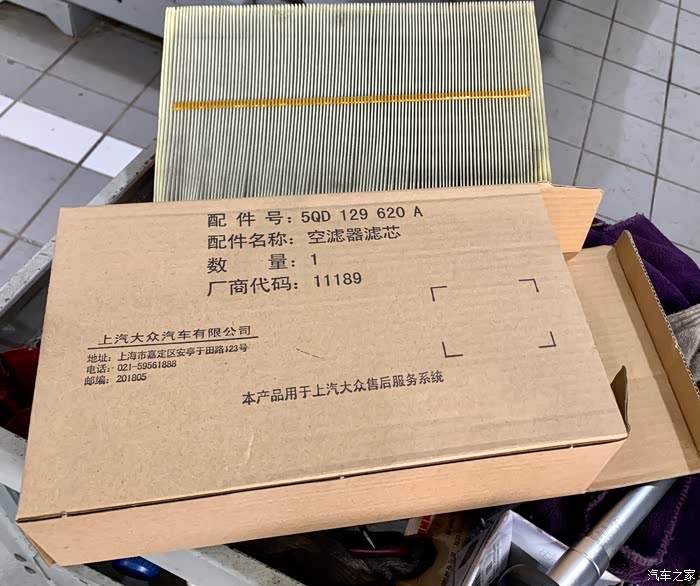 配 件 号：5QD 129 620 A
配件名称：空滤器滤芯
数 量：1
厂商代码：11189
上汽大众汽车有限公司
地址：上海市嘉定区安亭于田路123号
电话：021-59561888
邮编：201805
本产品用于上汽大众售后服务系统
汽车之家